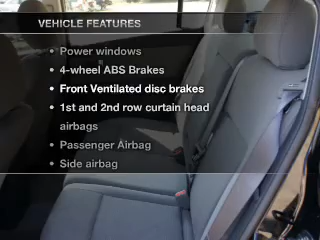 VEHICLE FEATURES
• Power windows
• 4-wheel ABS Brakes
• Front Ventilated disc brakes
• 1st and 2nd row curtain head
airbags
• Passenger Airbag
• Side airbag